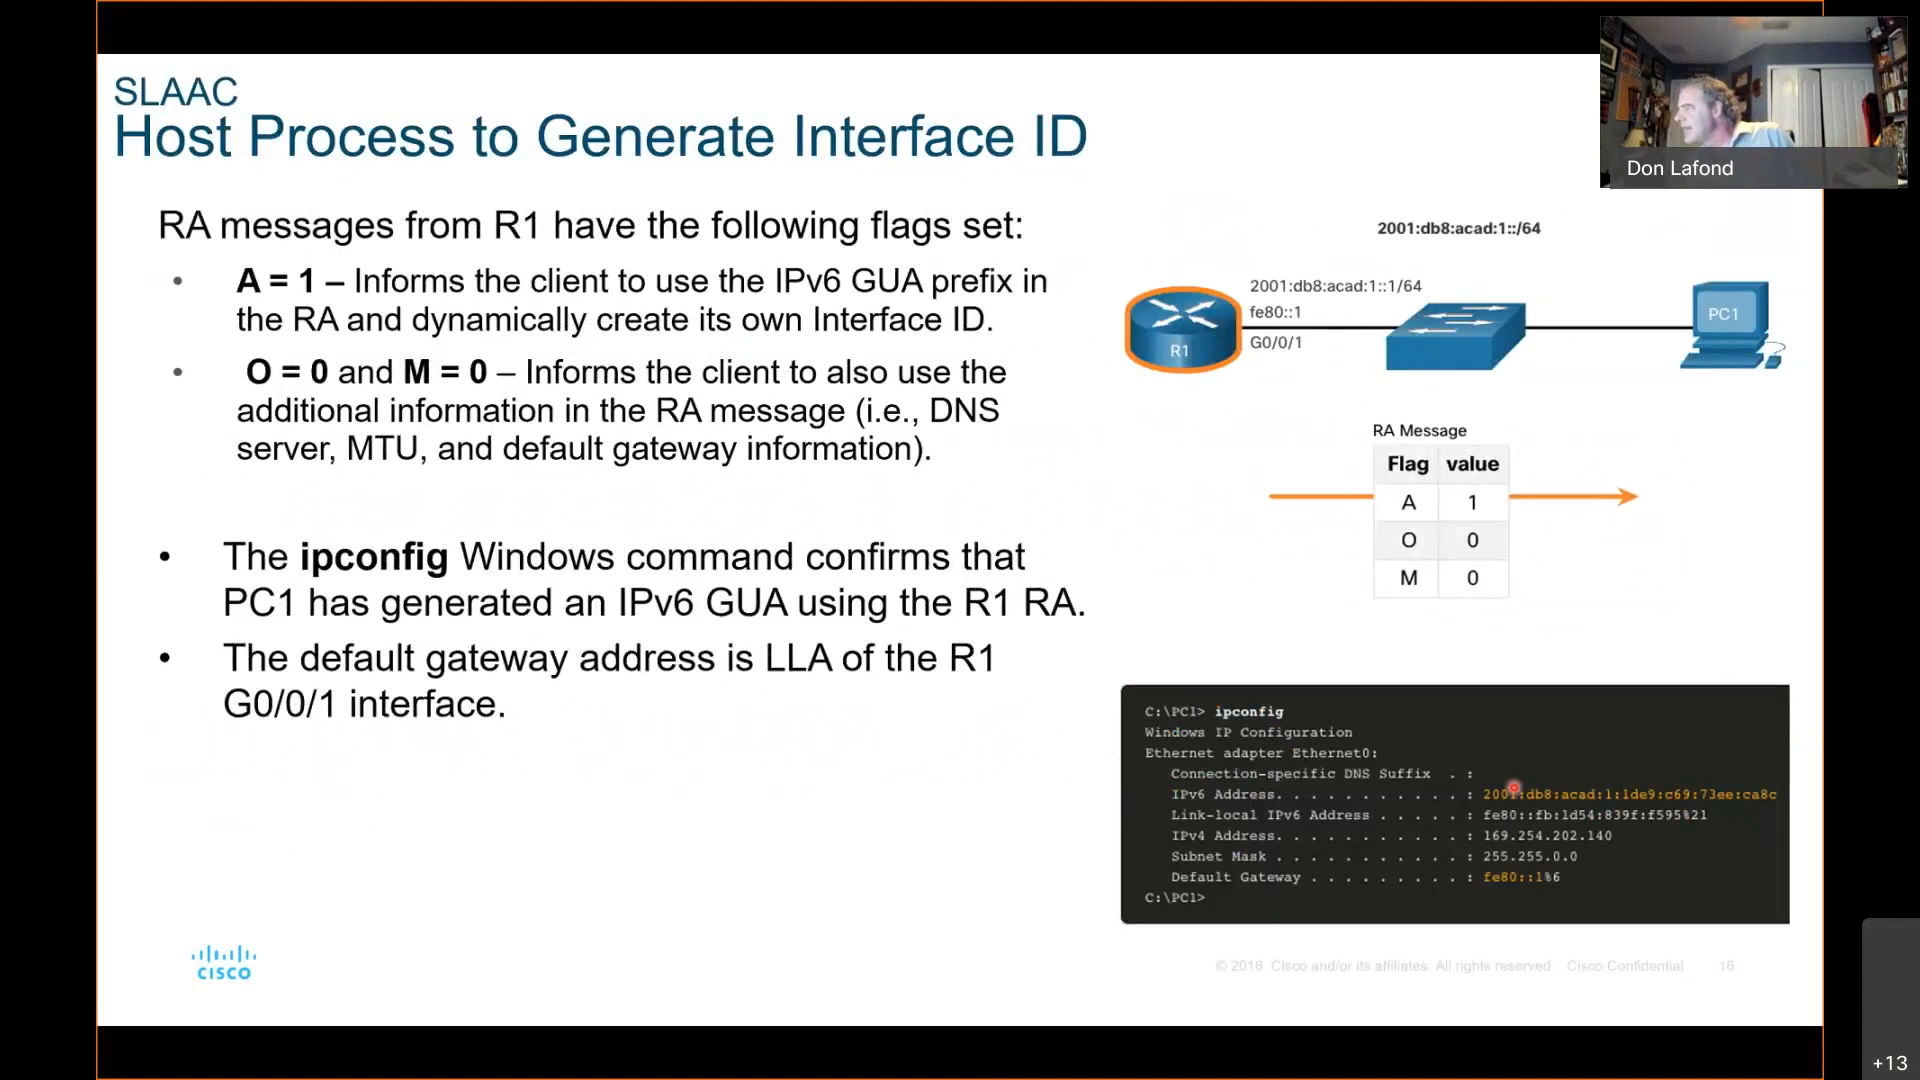 SLAAC
Host Process to Generate Interface ID
Don Lafond
RA messages from R1 have the following flags set:
• A = 1 – Informs the client to use the IPv6 GUA prefix in
the RA and dynamically create its own Interface ID.
• O = 0 and M = 0 – Informs the client to also use the
additional information in the RA message (i.e., DNS
server, MTU, and default gateway information).
• The ipconfig Windows command confirms that
PC1 has generated an IPv6 GUA using the R1 RA.
• The default gateway address is LLA of the R1
G0/0/1 interface.
2001:db8:acad:1::/64
2001:db8:acad:1::1/64
fe80::1
G0/0/1
R1
PC1
RA Message
Flag value
A 1
O 0
M 0
C:\PC1> ipconfig
Windows IP Configuration
Ethernet adapter Ethernet0:
Connection-specific DNS Suffix . :
IPv6 Address. . . . . . . . . . . : 2001:db8:acad:1:1de9:c69:73ee:ca8c
Link-local IPv6 Address . . . . . : fe80::fb:1d54:839f:f595%21
IPv4 Address. . . . . . . . . . . : 169.254.202.140
Subnet Mask . . . . . . . . . . . : 255.255.0.0
Default Gateway . . . . . . . . . : fe80::1%6
C:\PC1>
CISCO
© 2016 Cisco and/or its affiliates. All rights reserved. Cisco Confidential 16
+13